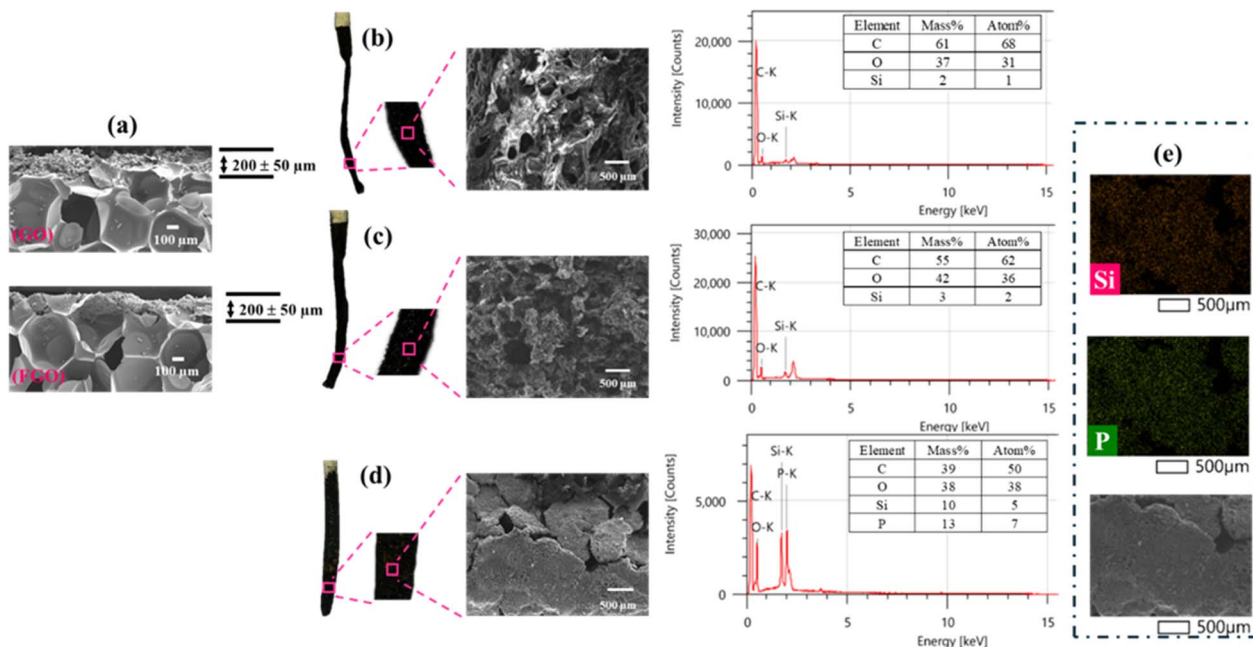 (a)
200 ± 50 µm
(GO)
100 µm
200 ± 50 µm
(FGO)
100 µm
(b)
500 µm
Intensity [Counts]
20,000
10,000
0
C-K
O-K
Si-K
Element Mass% Atom%
C 61 68
O 37 31
Si 2 1
0 5 10 15
Energy [keV]
(c)
500 µm
Intensity [Counts]
30,000
20,000
10,000
0
C-K
O-K
Si-K
Element Mass% Atom%
C 55 62
O 42 36
Si 3 2
0 5 10 15
Energy [keV]
(d)
500 µm
Intensity [Counts]
5,000
0
C-K
O-K
Si-K
P-K
Element Mass% Atom%
C 39 50
O 38 38
Si 10 5
P 13 7
0 5 10 15
Energy [keV]
(e)
Si
500µm
P
500µm
500µm